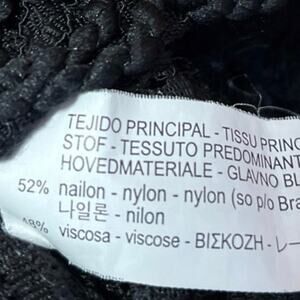 TEJIDO PRINCIPAL - TISSU PRINC
STOF - TESSUTO PREDOMINANT
HOVEDMATERIALE - GLAVNO BL
52% nailon - nylon - nylon (so p/o Bra
나일론 - nilon
48% viscosa - viscose - ΒΙΣΚΟΖΗ - レー